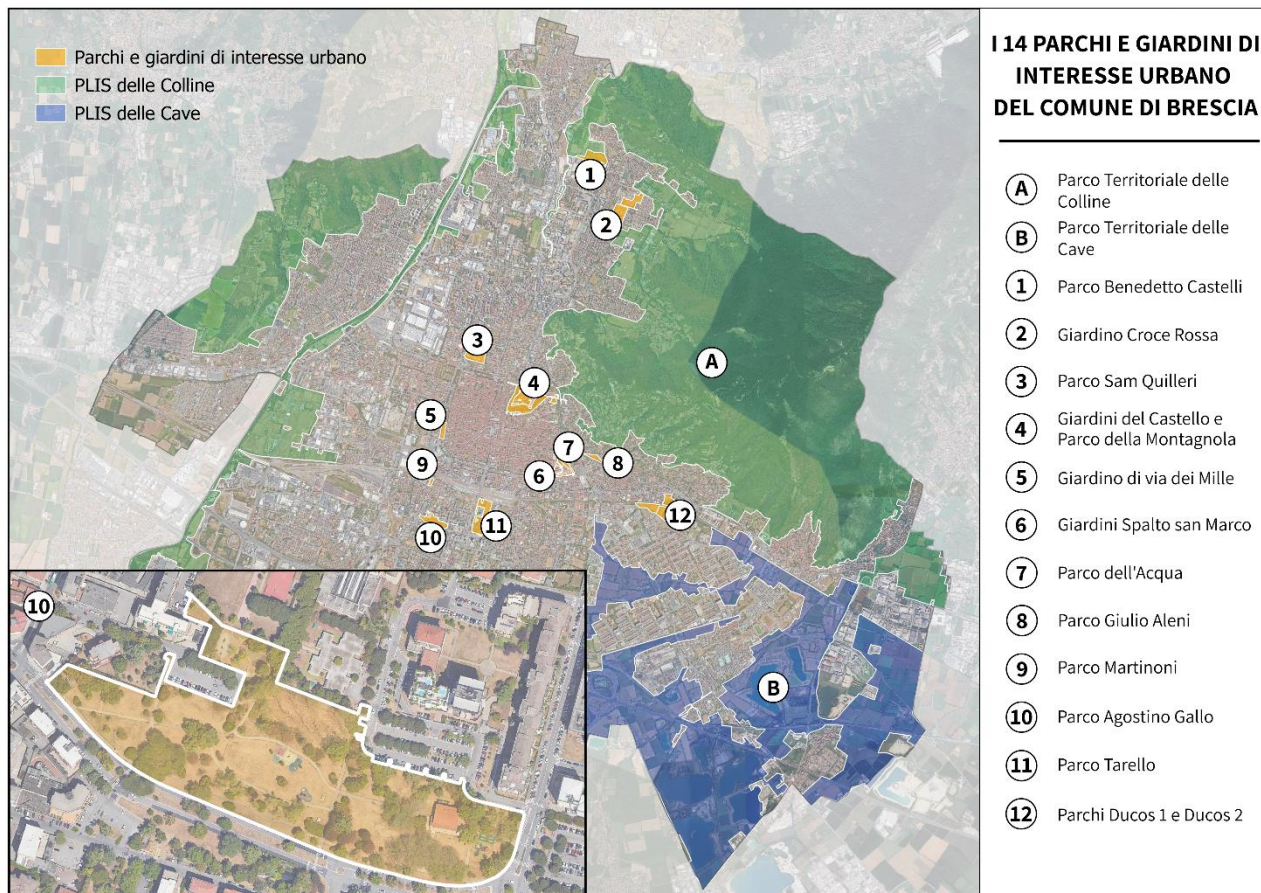 Parchi e giardini di interesse urbano
PLIS delle Colline
PLIS delle Cave
1
2
3
A
4
5
7
9
6
8
12
10
11
B
10
I 14 PARCHI E GIARDINI DI
INTERESSE URBANO
DEL COMUNE DI BRESCIA
A Parco Territoriale delle
Colline
B Parco Territoriale delle
Cave
1 Parco Benedetto Castelli
2 Giardino Croce Rossa
3 Parco Sam Quilleri
4 Giardini del Castello e
Parco della Montagnola
5 Giardino di via dei Mille
6 Giardini Spalto san Marco
7 Parco dell'Acqua
8 Parco Giulio Aleni
9 Parco Martinoni
10 Parco Agostino Gallo
11 Parco Tarello
12 Parchi Ducos 1 e Ducos 2